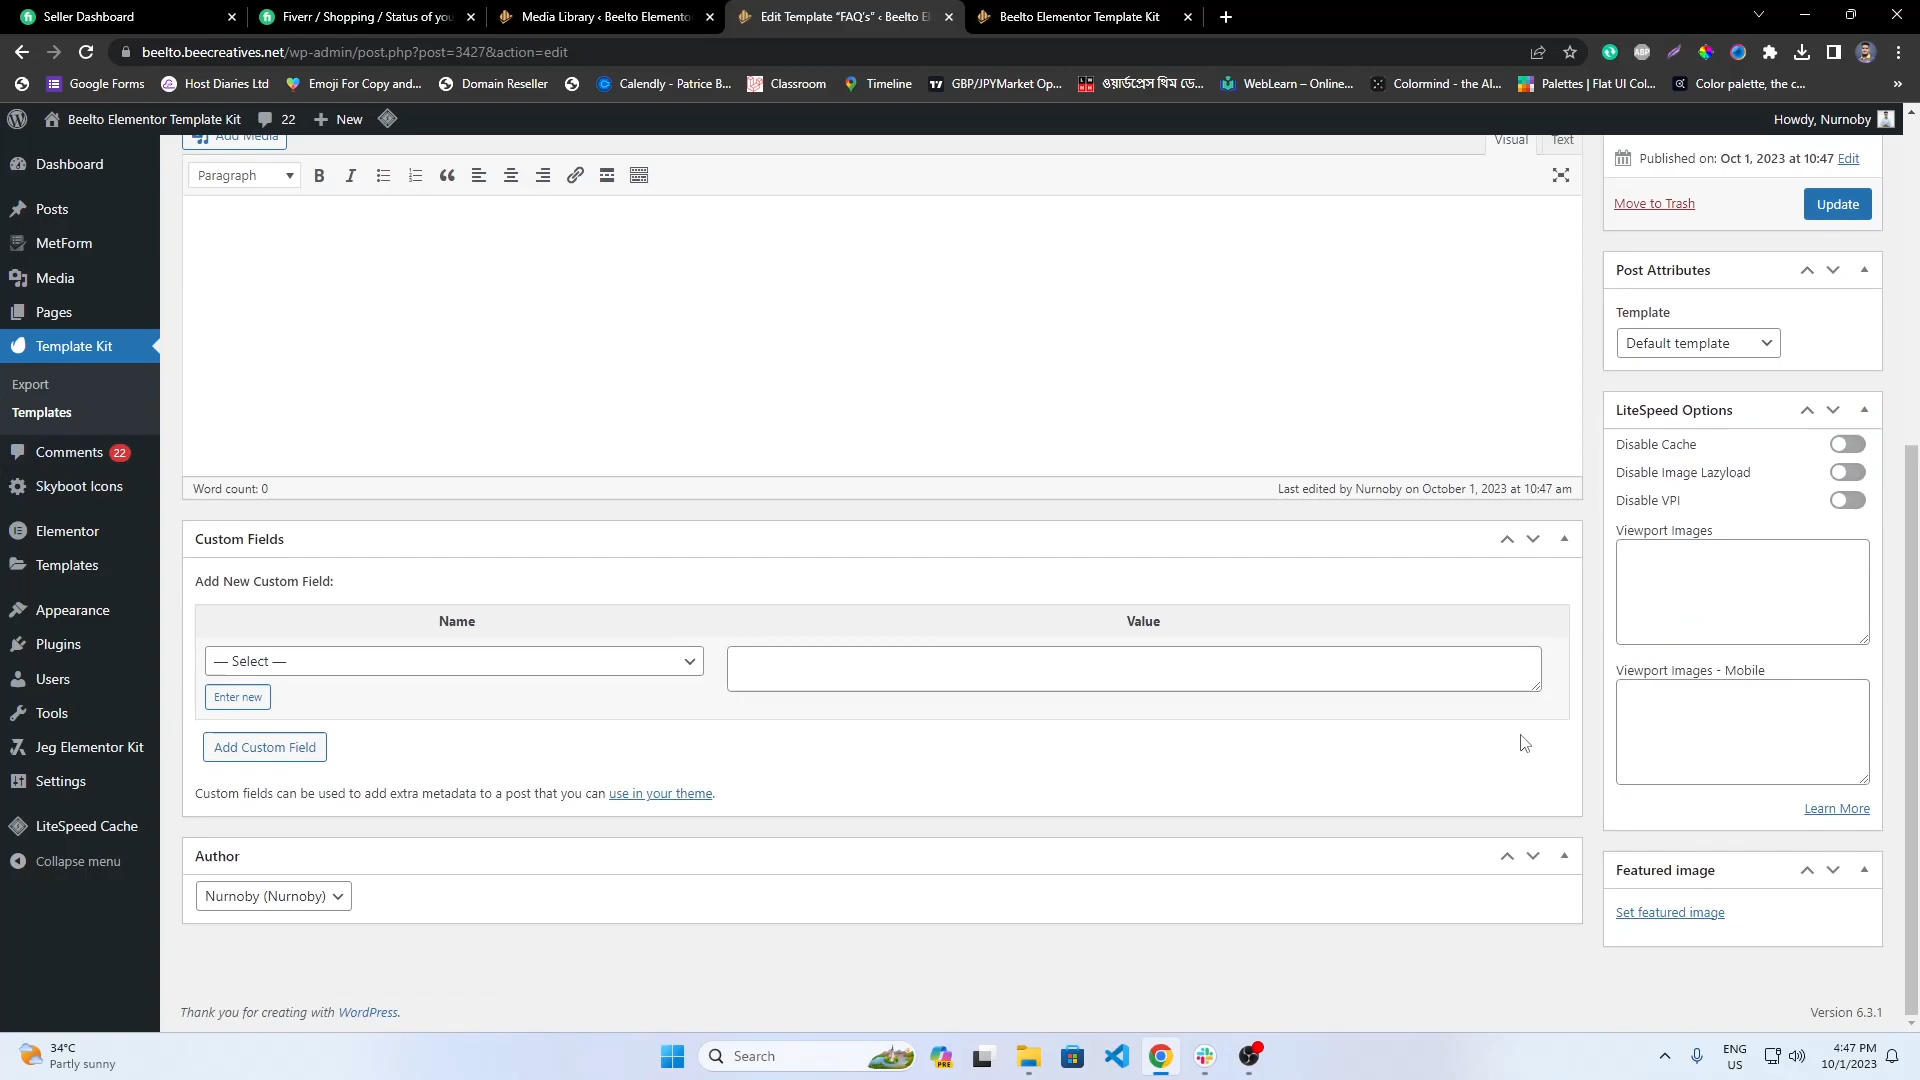 Seller Dashboard
Fiverr / Shopping / Status of you
Media Library ‹ Beelto Elemento
Edit Template “FAQ’s” ‹ Beelto El
Beelto Elementor Template Kit
beelto.beecreatives.net/wp-admin/post.php?post=3427&action=edit
Google Forms
Host Diaries Ltd
Emoji For Copy and...
Domain Reseller
Calendly - Patrice B...
Classroom
Timeline
GBP/JPYMarket Op...
ওয়ার্ডপ্রেস থিম ডে...
WebLearn – Online...
Colormind - the AI...
Palettes | Flat UI Col...
Color palette, the c...
Beelto Elementor Template Kit
22
New
Howdy, Nurnoby
Dashboard
Posts
MetForm
Media
Pages
Template Kit
Export
Templates
Comments 22
Skyboot Icons
Elementor
Templates
Appearance
Plugins
Users
Tools
Jeg Elementor Kit
Settings
LiteSpeed Cache
Collapse menu
Add Media
Visual
Text
Paragraph
Word count: 0
Last edited by Nurnoby on October 1, 2023 at 10:47 am
Custom Fields
Add New Custom Field:
Name
Value
— Select —
Enter new
Add Custom Field
Custom fields can be used to add extra metadata to a post that you can use in your theme.
Author
Nurnoby (Nurnoby)
Thank you for creating with WordPress.
Version 6.3.1
Published on: Oct 1, 2023 at 10:47 Edit
Move to Trash
Update
Post Attributes
Template
Default template
LiteSpeed Options
Disable Cache
Disable Image Lazyload
Disable VPI
Viewport Images
Viewport Images - Mobile
Learn More
Featured image
Set featured image
34°C
Partly sunny
Search
PRE
ENG
US
4:47 PM
10/1/2023